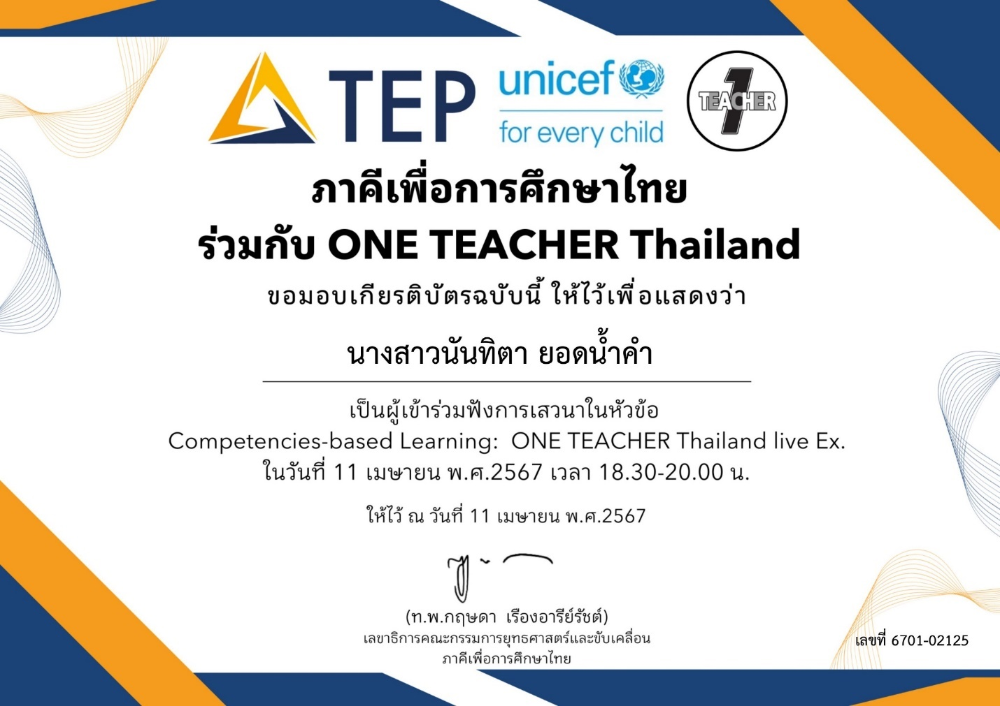 TEP
unicef
for every child
1
TEACHER
ภาคีเพื่อการศึกษาไทย
ร่วมกับ ONE TEACHER Thailand
ขอมอบเกียรติบัตรฉบับนี้ ให้ไว้เพื่อแสดงว่า
นางสาวนันทิตา ยอดน้ำคำ
เป็นผู้เข้าร่วมฟังการเสวนาในหัวข้อ
Competencies-based Learning: ONE TEACHER Thailand live Ex.
ในวันที่ 11 เมษายน พ.ศ.2567 เวลา 18.30-20.00 น.
ให้ไว้ ณ วันที่ 11 เมษายน พ.ศ.2567
(ท.พ.กฤษดา เรืองอารีย์รัชต์)
เลขาธิการคณะกรรมการยุทธศาสตร์และขับเคลื่อน
ภาคีเพื่อการศึกษาไทย
เลขที่ 6701-02125